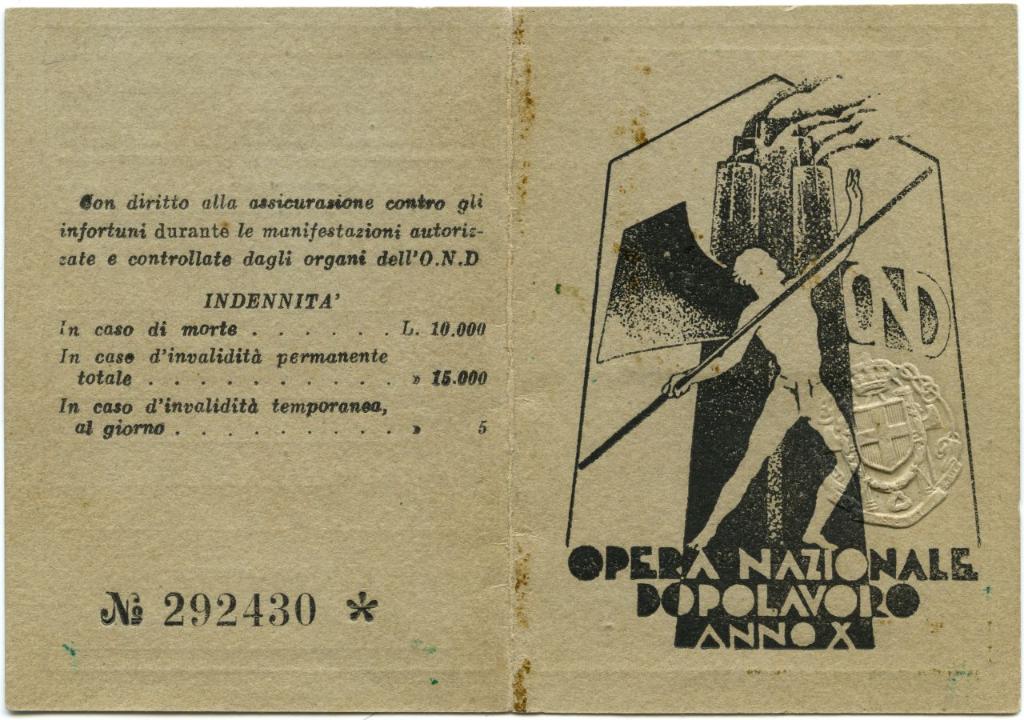 Con diritto alla assicurazione contro gli
infortuni durante le manifestazioni autoriz-
zate e controllate dagli organi dell'O.N.D
INDENNITA'
In caso di morte . . . . . . L. 10.000
In caso d'invalidità permanente
totale . . . . . . . . . . . » 15.000
In caso d'invalidità temporanea,
al giorno . . . . . . . . . . » 5
№ 292430 *
OND
OPERA NAZIONALE
DOPOLAVORO
ANNO X